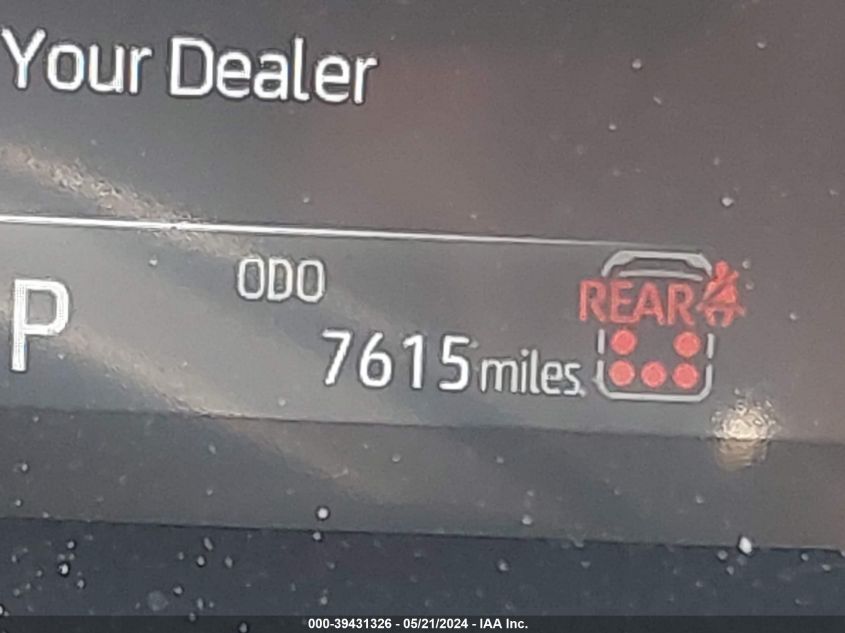 Your Dealer
ODO
P
7615 miles
REAR
000-39431326 - 05/21/2024 - IAA Inc.